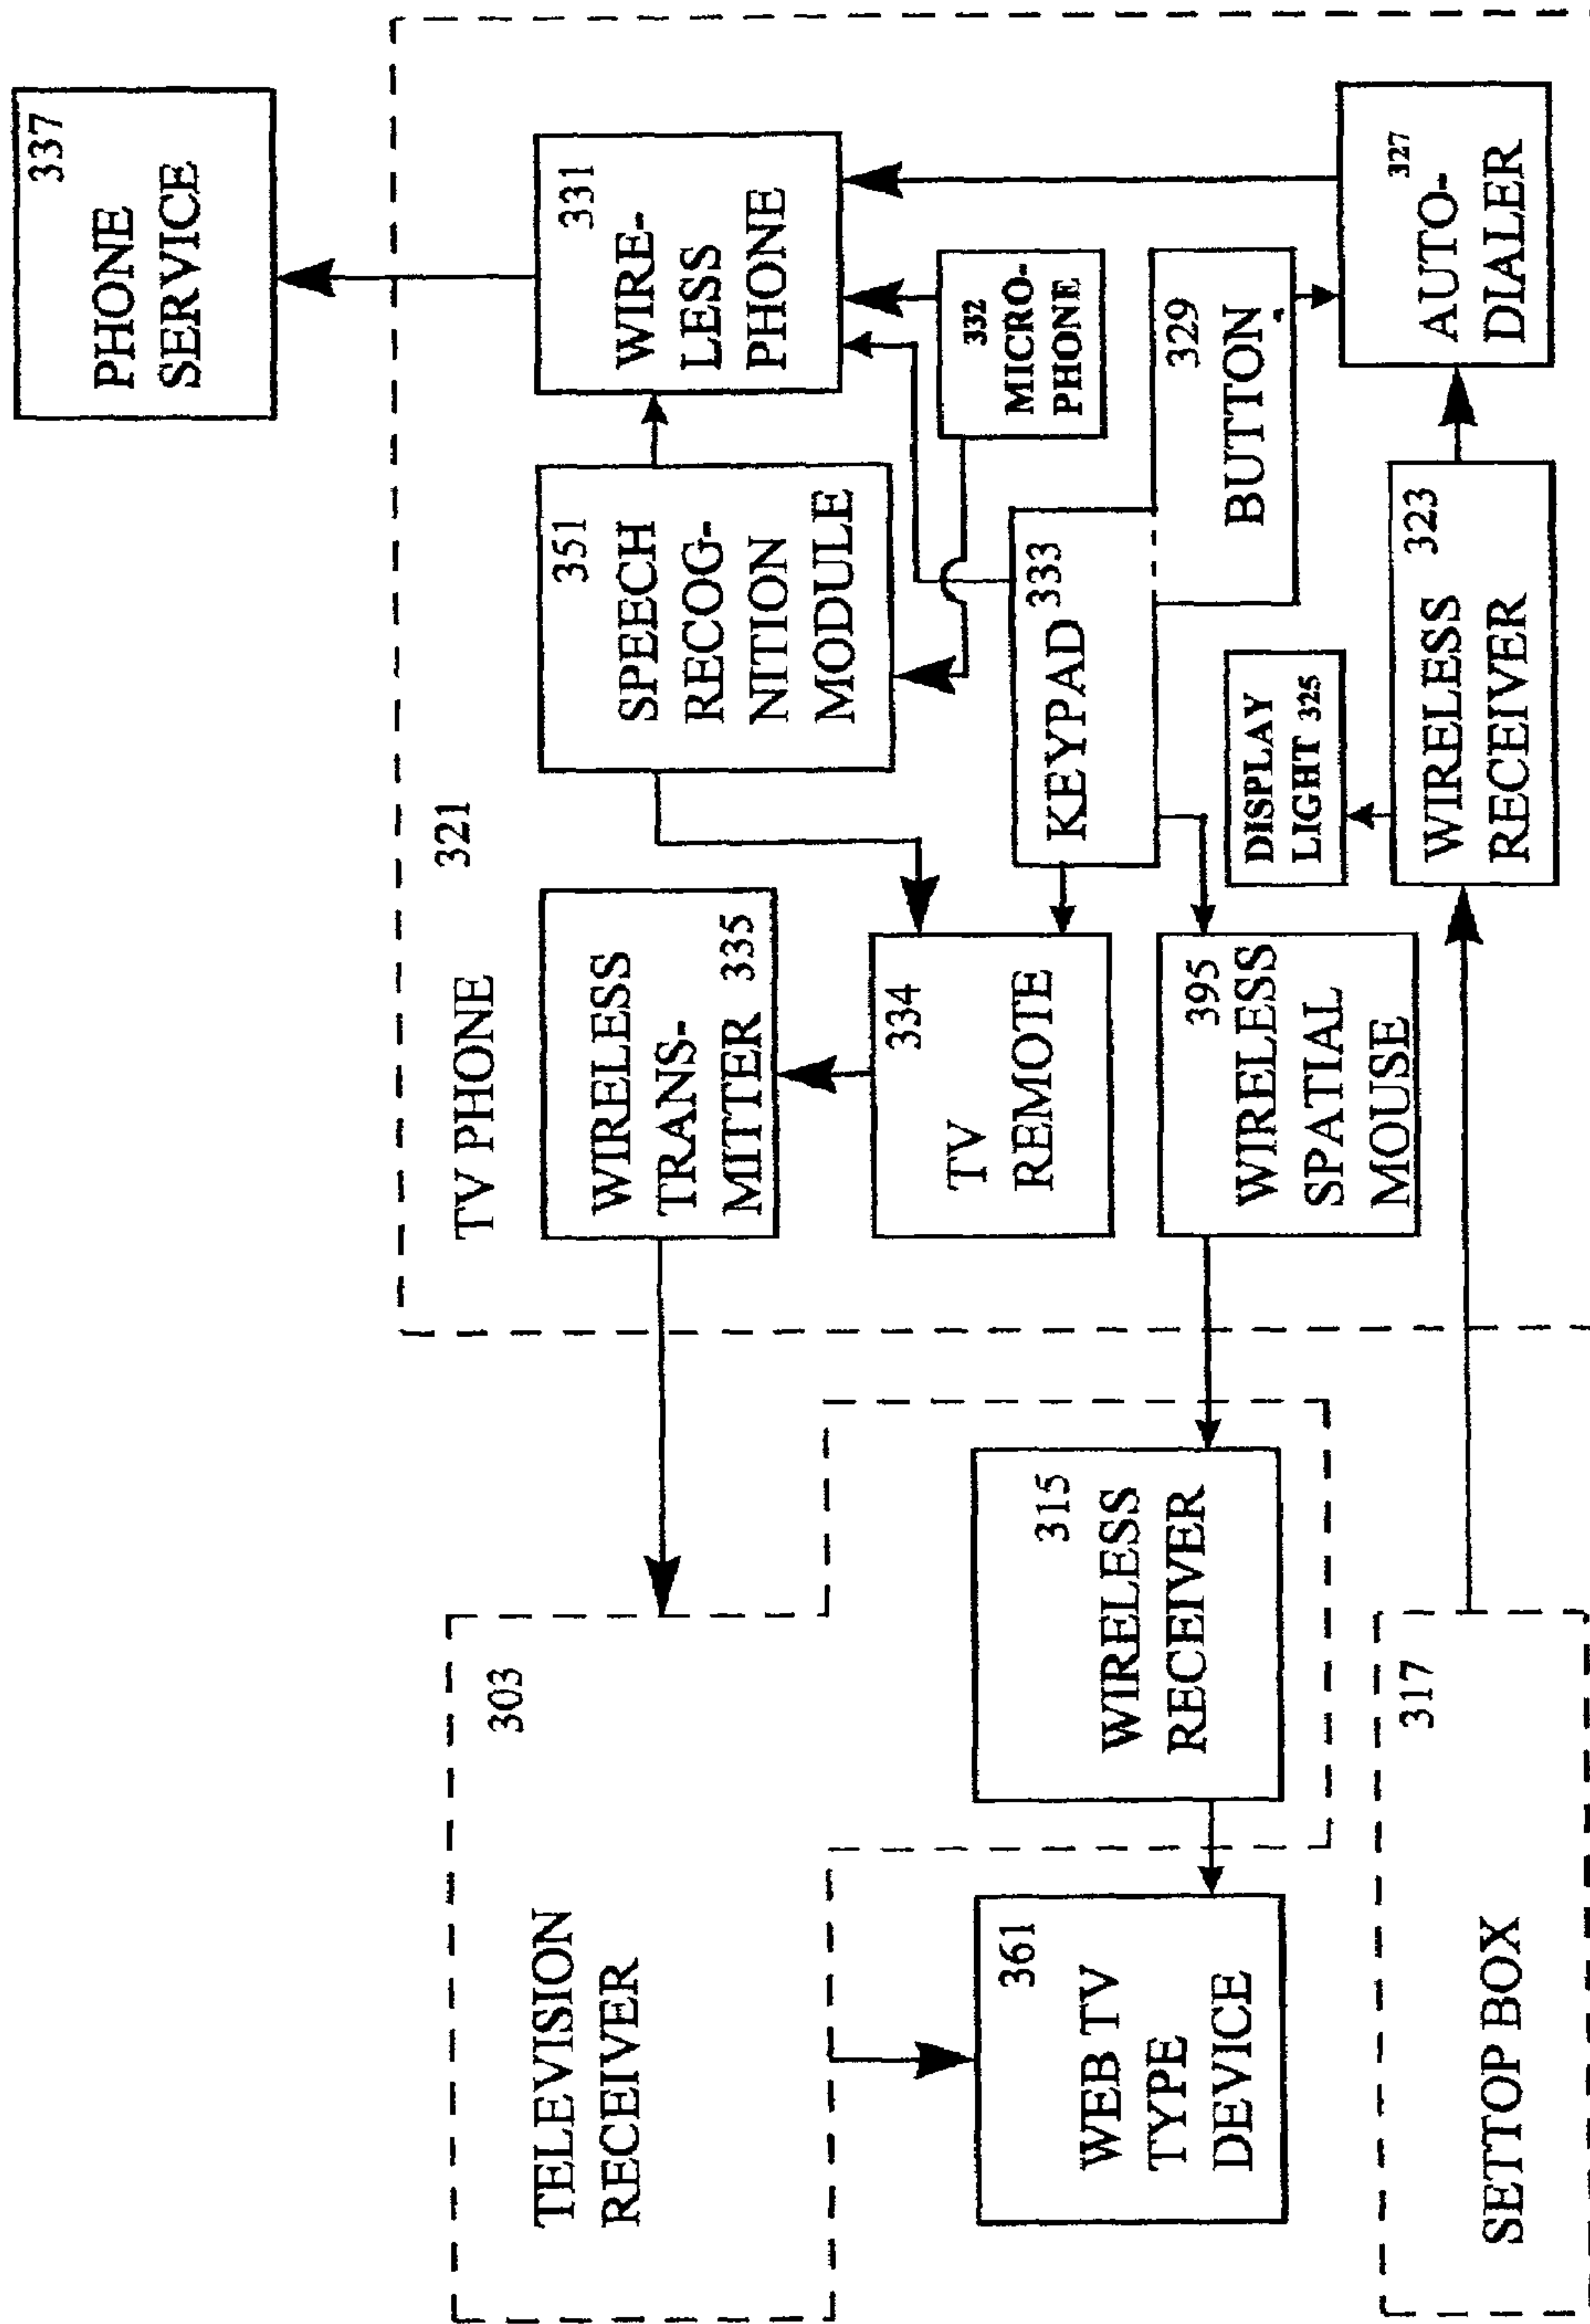 337
PHONE
SERVICE
TV PHONE
321
WIRELESS
TRANS-
MITTER 335
351
SPEECH
RECOG-
NITION
MODULE
331
WIRE-
LESS
PHONE
334
TV
REMOTE
KEYPAD
333
332
MICRO-
PHONE
329
BUTTON
395
WIRELESS
SPATIAL
MOUSE
DISPLAY
LIGHT 325
323
WIRELESS
RECEIVER
327
AUTO-
DIALER
TELEVISION
RECEIVER
303
361
WEB TV
TYPE
DEVICE
315
WIRELESS
RECEIVER
317
SETTOP BOX